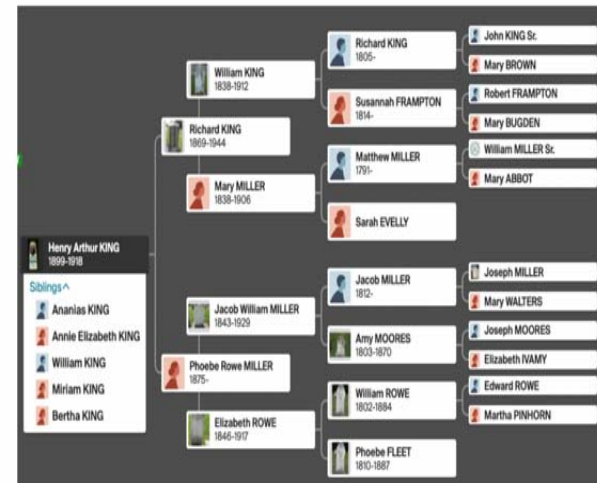 Henry Arthur KING
1899-1918
Siblings^
Ananias KING
Annie Elizabeth KING
William KING
Miriam KING
Bertha KING
Richard KING
1869-1944
Phoebe Rowe MILLER
1875-
William KING
1838-1912
Mary MILLER
1838-1906
Jacob William MILLER
1843-1929
Elizabeth ROWE
1846-1917
Richard KING
1805-
Susannah FRAMPTON
1814-
Matthew MILLER
1791-
Sarah EVELLY
Jacob MILLER
1812-
Amy MOORES
1803-1870
William ROWE
1802-1884
Phoebe FLEET
1810-1887
John KING Sr.
Mary BROWN
Robert FRAMPTON
Mary BUGDEN
William MILLER Sr.
Mary ABBOT
Joseph MILLER
Mary WALTERS
Joseph MOORES
Elizabeth IVAMY
Edward ROWE
Martha PINHORN